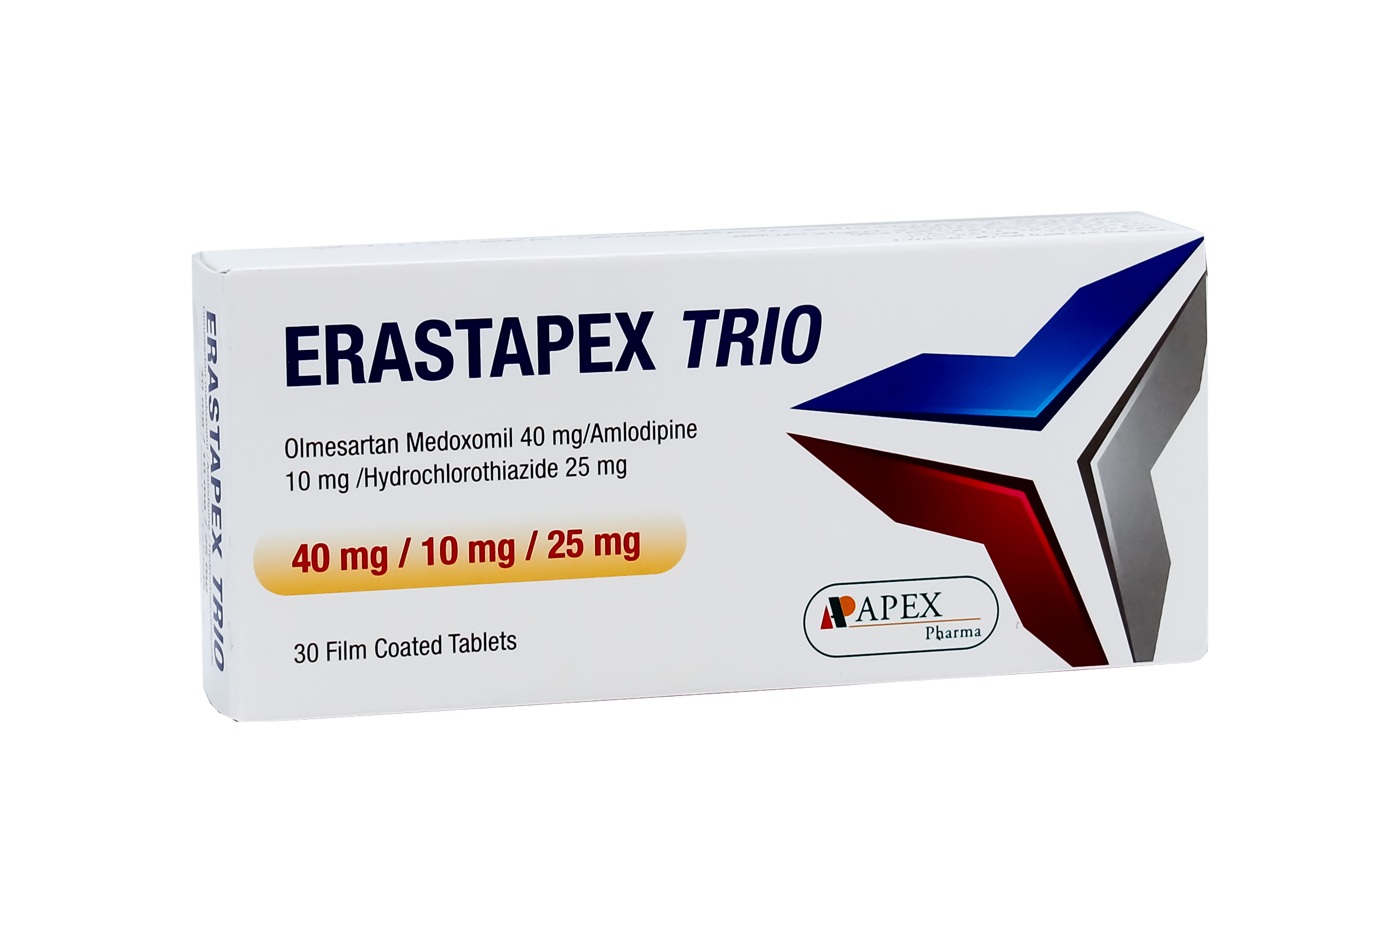 ERASTAPEX TRIO
Olmesartan Medoxomil 40 mg/Amlodipine
10 mg /Hydrochlorothiazide 25 mg
40 mg / 10 mg / 25 mg
30 Film Coated Tablets
APEX
Pharma
ERASTAPEX TRIO